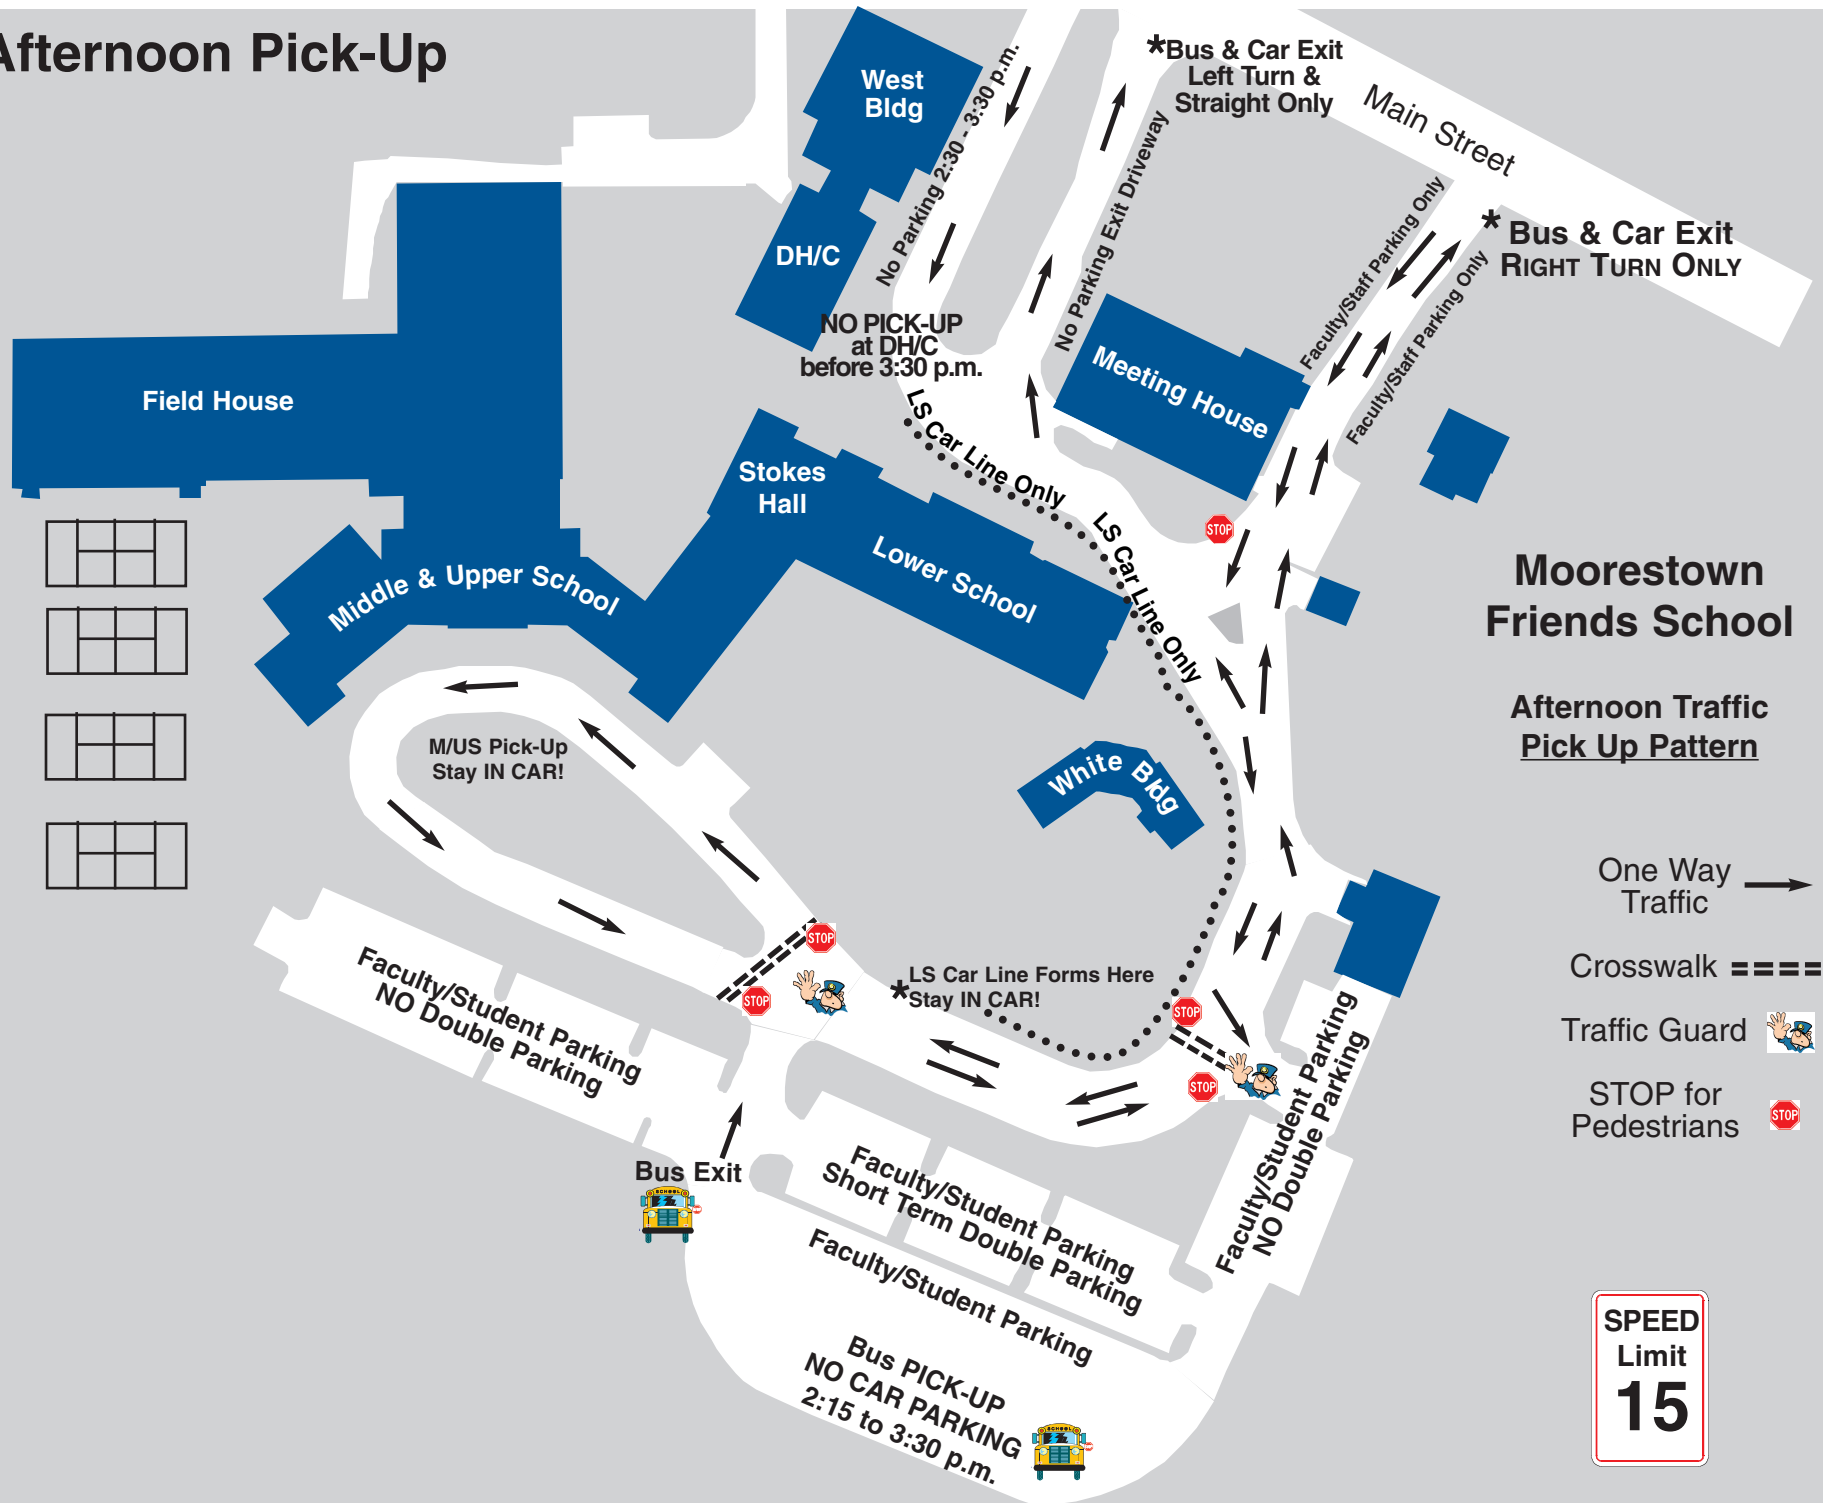 Afternoon Pick-Up
West
Bldg
DH/C
No Parking 2:30 - 3:30 p.m.
No Parking Exit Driveway
*Bus & Car Exit
Left Turn &
Straight Only
Main Street
Faculty/Staff Parking Only
Faculty/Staff Parking Only
* Bus & Car Exit
RIGHT TURN ONLY
NO PICK-UP
at DH/C
before 3:30 p.m.
Meeting House
Field House
Stokes
Hall
LS Car Line Only
LS Car Line Only
Lower School
Middle & Upper School
STOP
Moorestown
Friends School
Afternoon Traffic
Pick Up Pattern
M/US Pick-Up
Stay IN CAR!
White Bldg
One Way
Traffic
Crosswalk
Traffic Guard
STOP for
Pedestrians
STOP
STOP
STOP
*LS Car Line Forms Here
Stay IN CAR!
STOP
STOP
Faculty/Student Parking
NO Double Parking
Faculty/Student Parking
NO Double Parking
Bus Exit
SCHOOL
Faculty/Student Parking
Short Term Double Parking
Faculty/Student Parking
Bus PICK-UP
NO CAR PARKING
2:15 to 3:30 p.m.
SCHOOL
SPEED
Limit
15